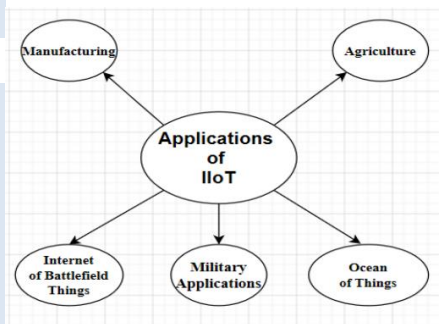 Manufacturing
Agriculture
Applications
of
IIoT
Internet
of Battlefield
Things
Military
Applications
Ocean
of Things